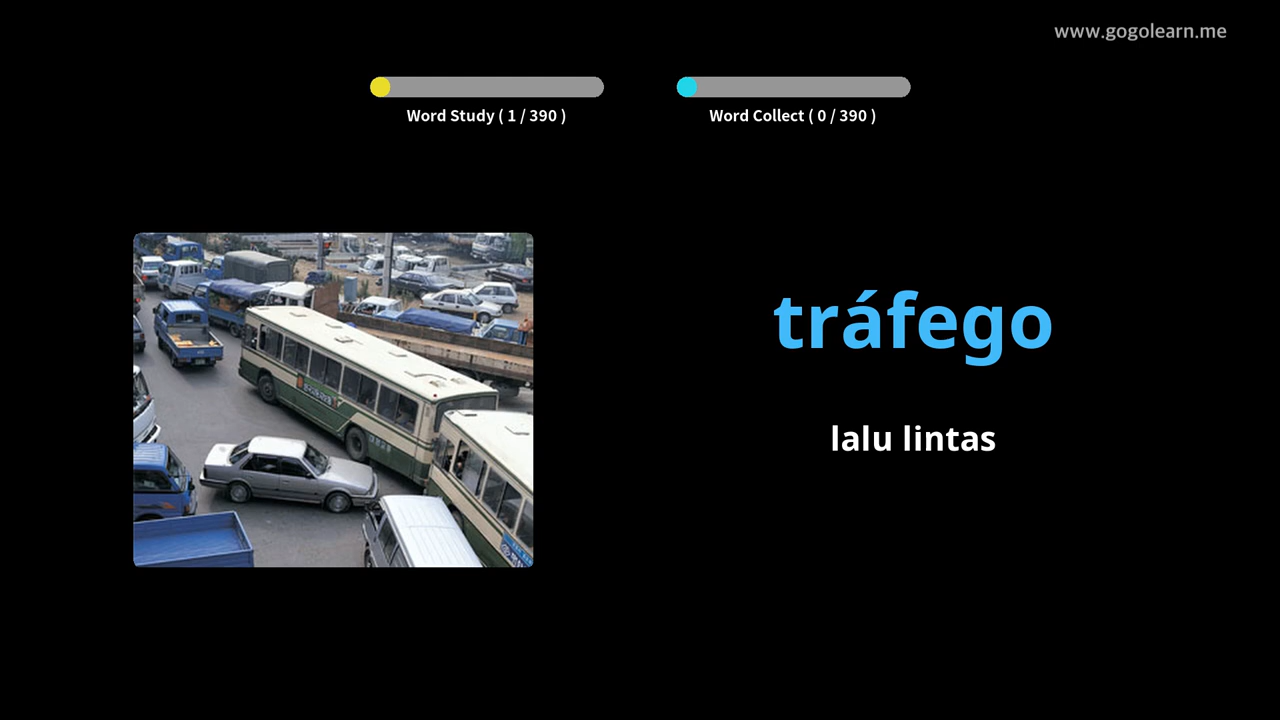 www.gogolearn.me
Word Study ( 1 / 390 )
Word Collect ( 0 / 390 )
tráfego
lalu lintas